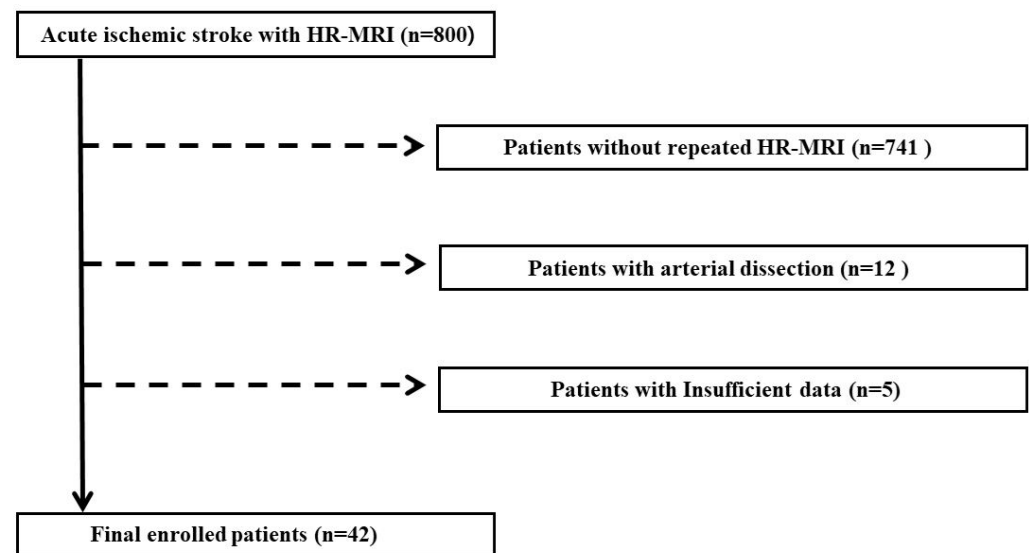 Acute ischemic stroke with HR-MRI (n=800)
Patients without repeated HR-MRI (n=741 )
Patients with arterial dissection (n=12 )
Patients with Insufficient data (n=5)
Final enrolled patients (n=42)